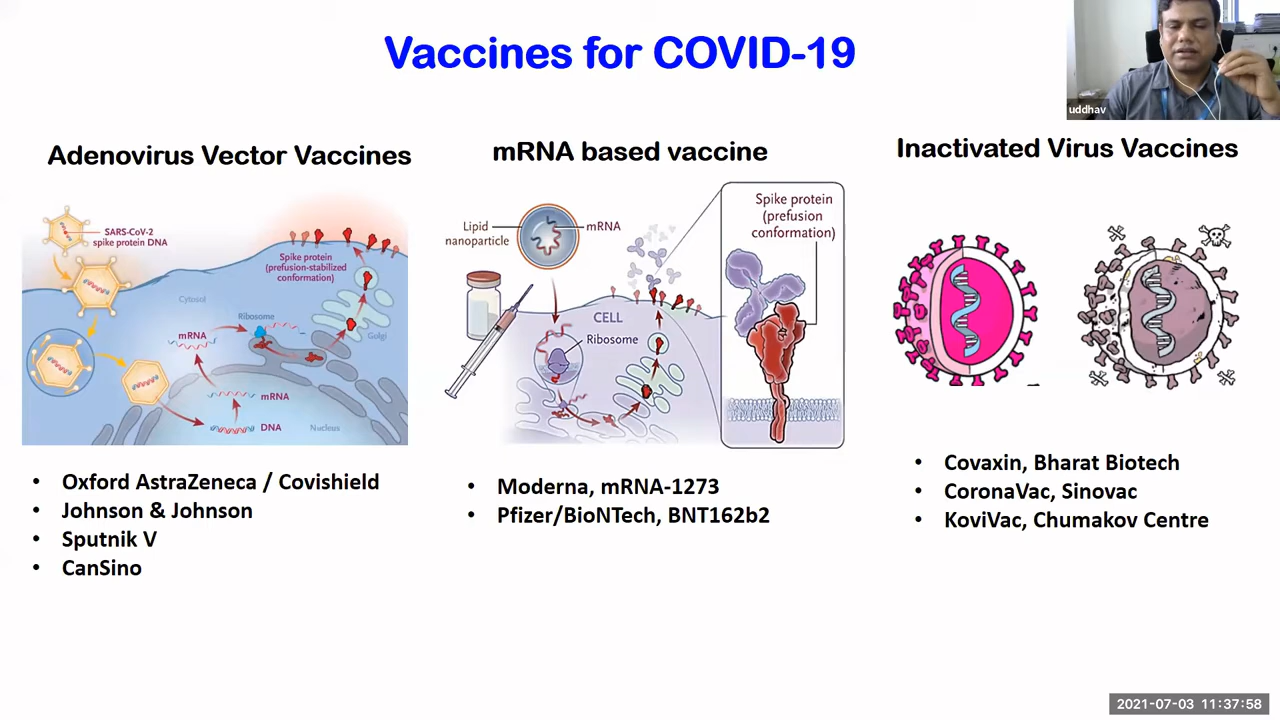 Vaccines for COVID-19
uddhav
Adenovirus Vector Vaccines
SARS-CoV-2
spike protein DNA
Spike protein
(prefusion-stabilized
conformation)
Cytosol
Ribosome
mRNA
Golgi
mRNA
DNA
Nucleus
• Oxford AstraZeneca / Covishield
• Johnson & Johnson
• Sputnik V
• CanSino
mRNA based vaccine
Lipid
nanoparticle
mRNA
CELL
Ribosome
Spike protein
(prefusion
conformation)
• Moderna, mRNA-1273
• Pfizer/BioNTech, BNT162b2
Inactivated Virus Vaccines
• Covaxin, Bharat Biotech
• CoronaVac, Sinovac
• KoviVac, Chumakov Centre
2021-07-03 11:37:58